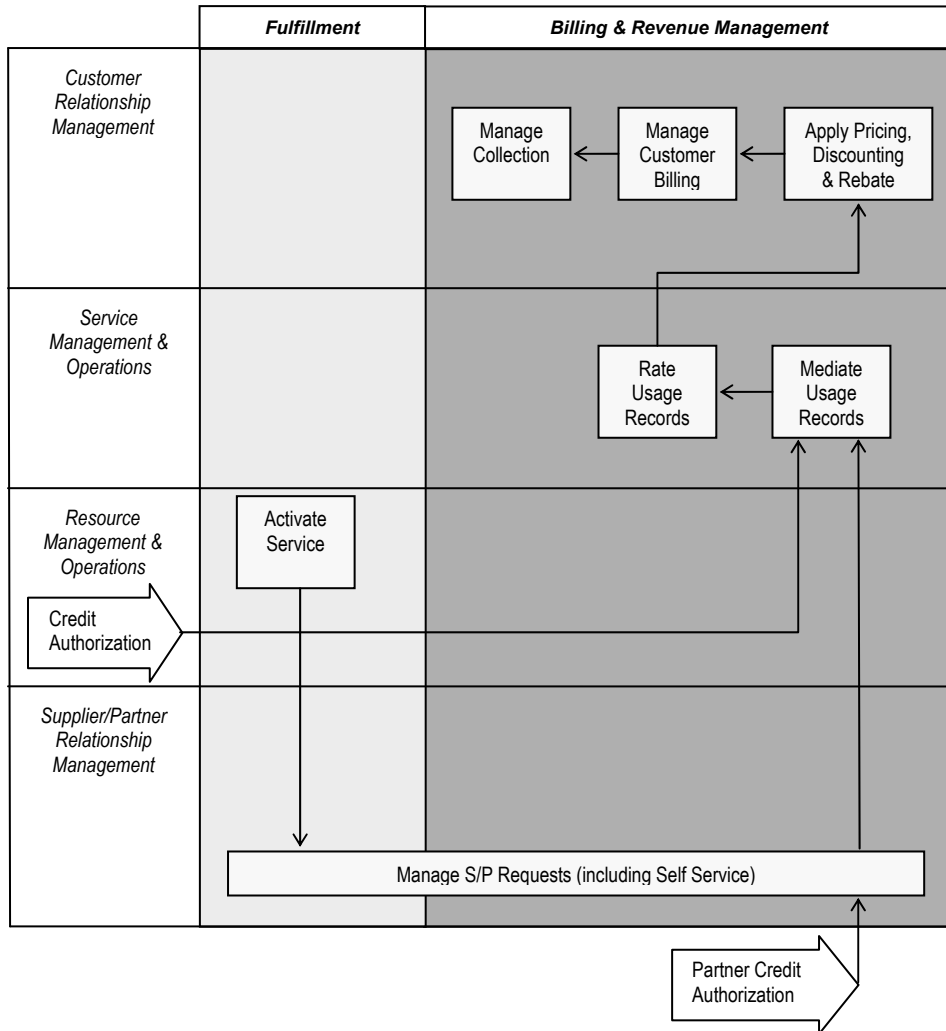 Fulfillment
Billing & Revenue Management
Customer
Relationship
Management
Manage
Collection
Manage
Customer
Billing
Apply Pricing,
Discounting
& Rebate
Service
Management &
Operations
Rate
Usage
Records
Mediate
Usage
Records
Resource
Management &
Operations
Activate
Service
Credit
Authorization
Supplier/Partner
Relationship
Management
Manage S/P Requests (including Self Service)
Partner Credit
Authorization